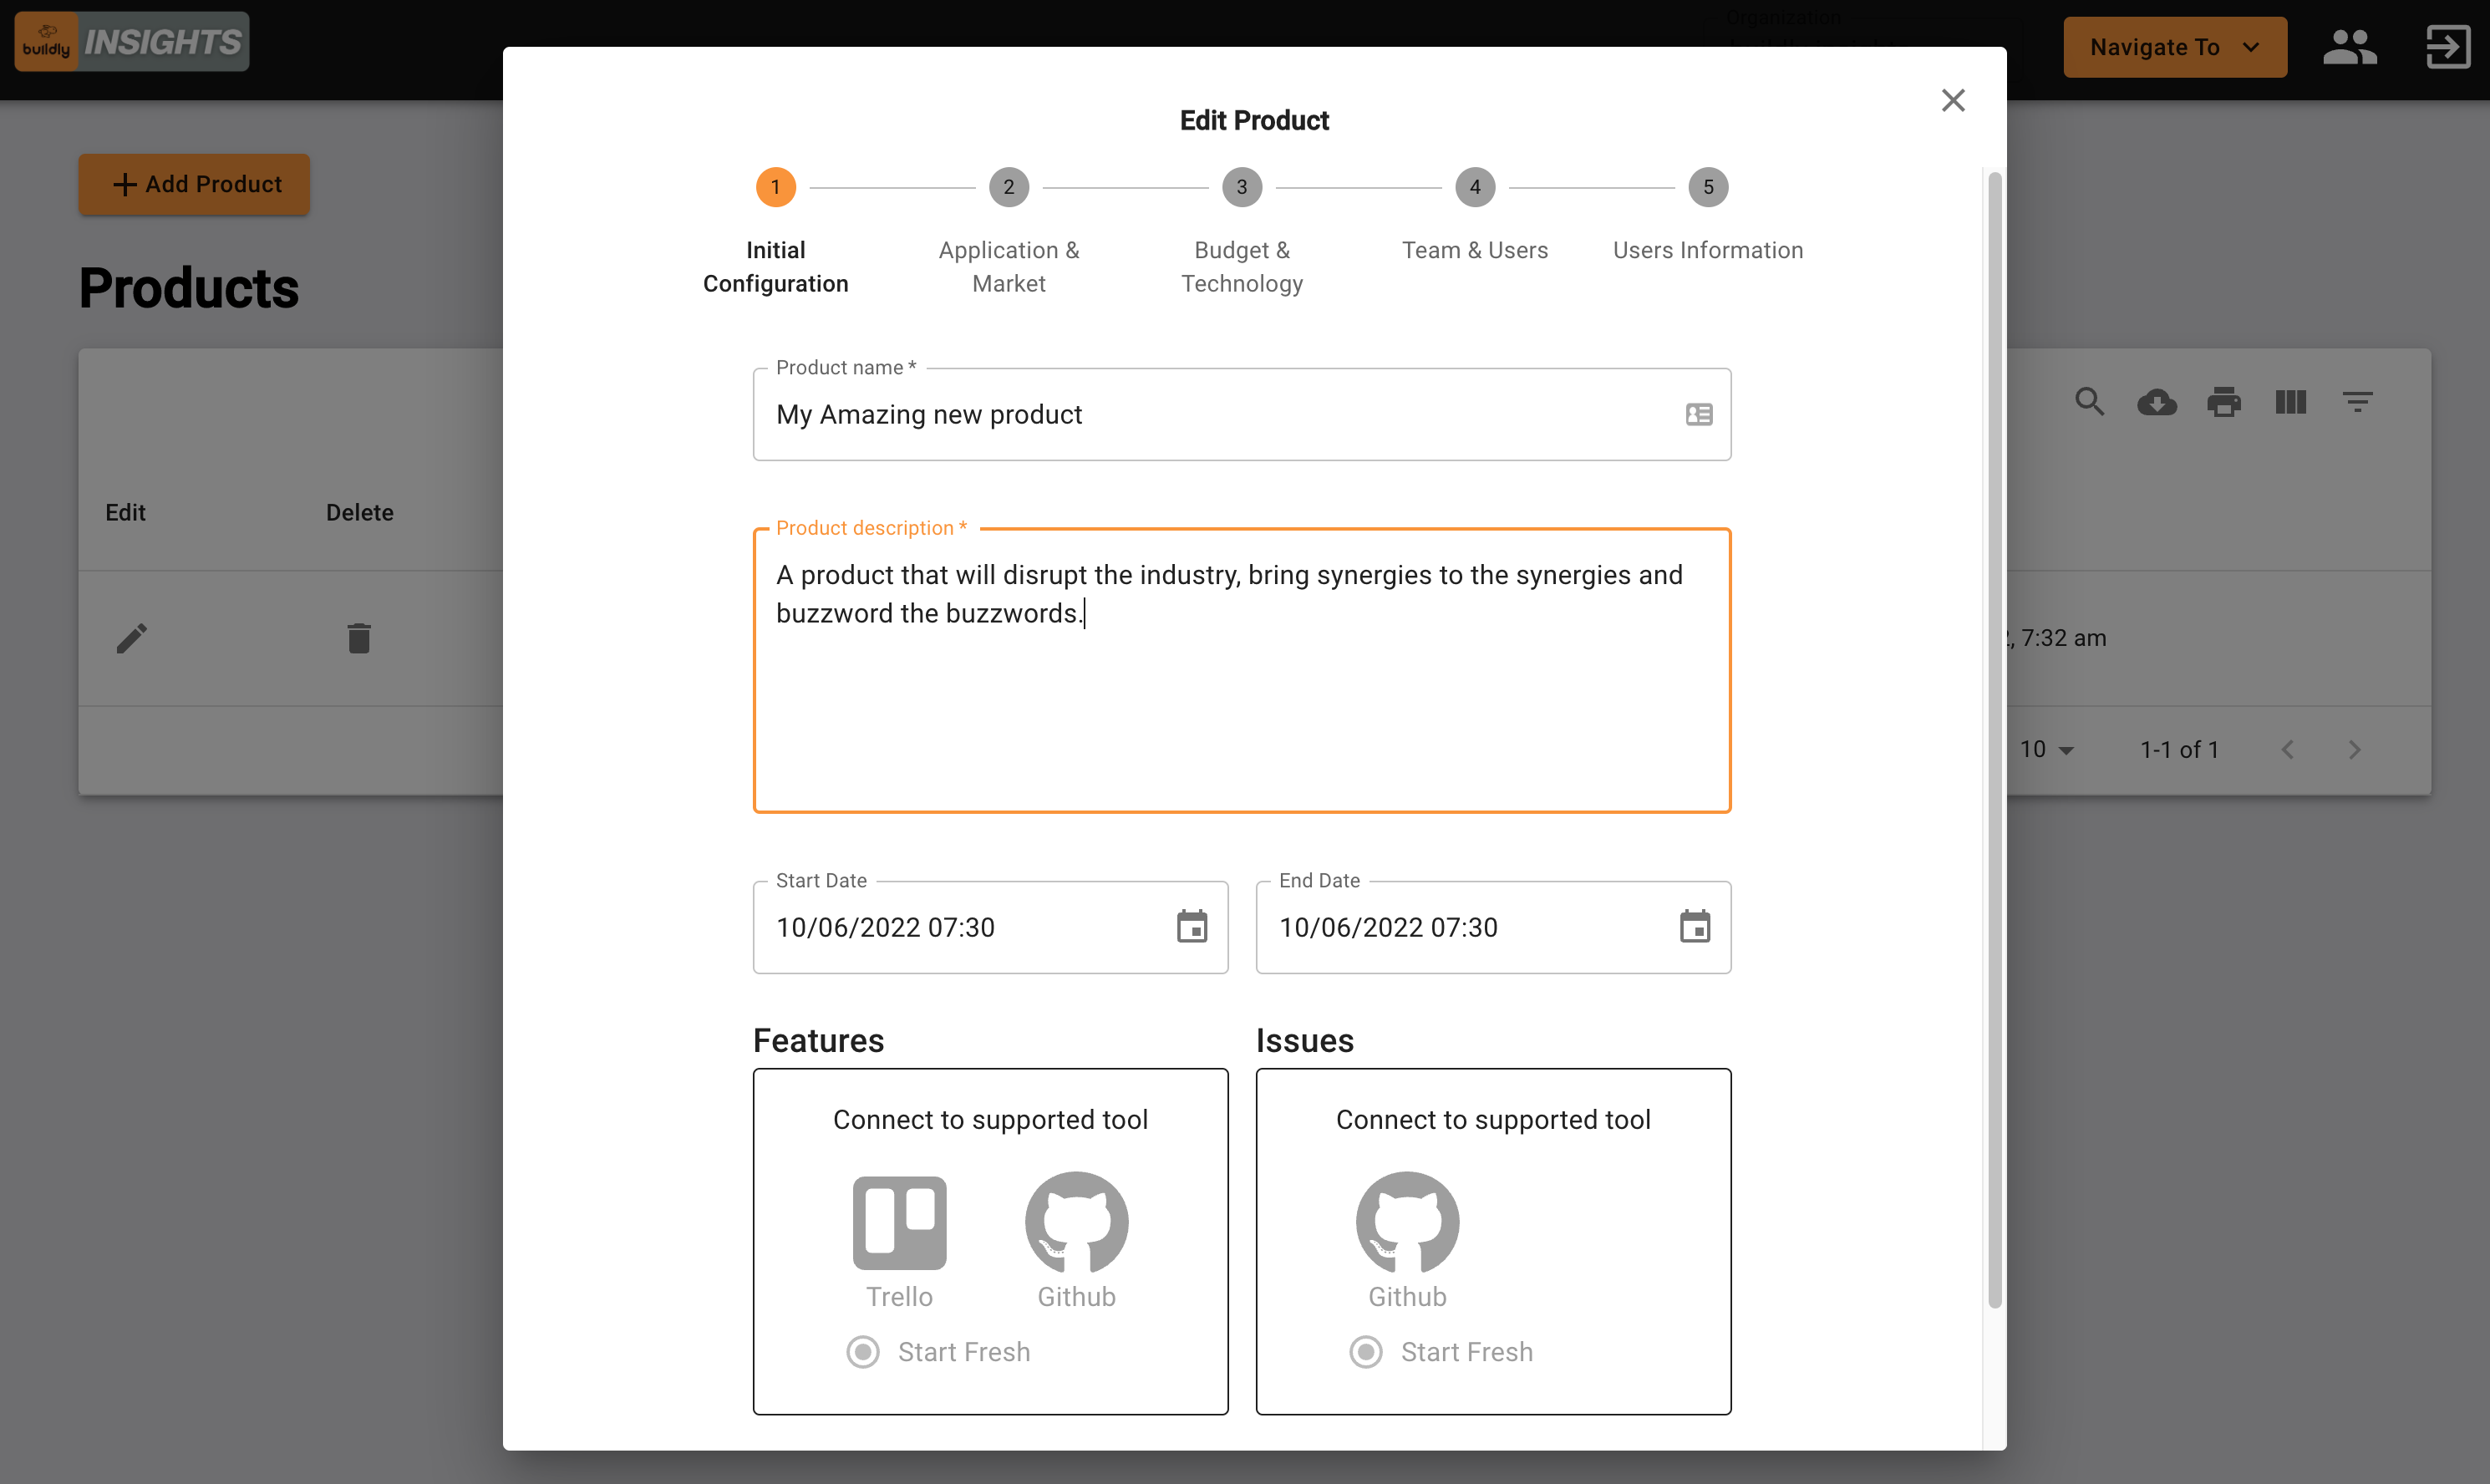 buildly INSIGHTS
Organization
Navigate To
Edit Product
+ Add Product
1
2
3
4
5
Initial
Configuration
Application &
Market
Budget &
Technology
Team & Users
Users Information
Products
Product name *
My Amazing new product
Edit
Delete
Product description *
A product that will disrupt the industry, bring synergies to the synergies and
buzzword the buzzwords.
, 7:32 am
10
1-1 of 1
Start Date
10/06/2022 07:30
End Date
10/06/2022 07:30
Features
Connect to supported tool
Trello
Github
Start Fresh
Issues
Connect to supported tool
Github
Start Fresh